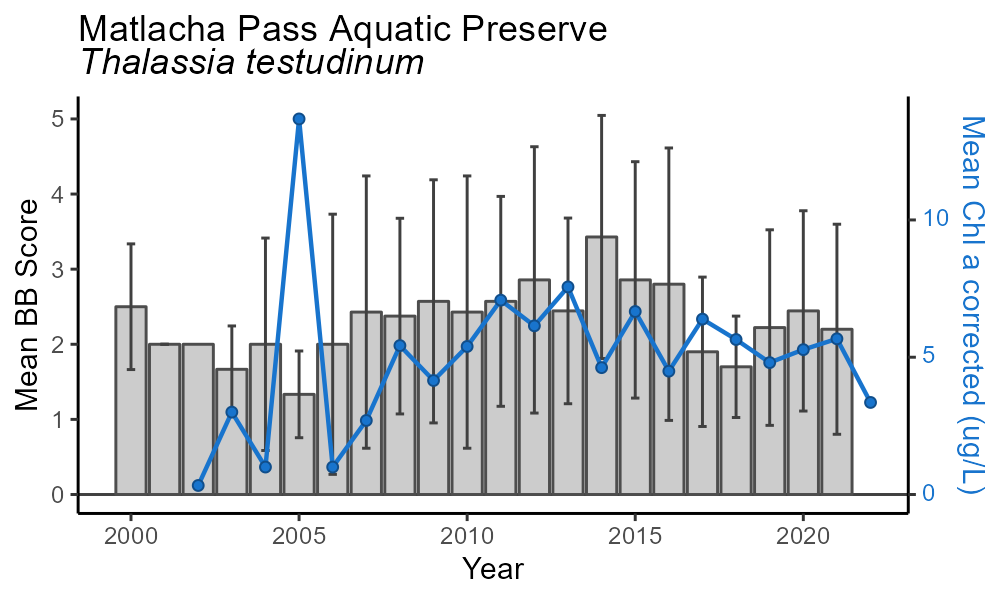 Matlacha Pass Aquatic Preserve
Thalassia testudinum
Mean BB Score
5
4
3
2
1
0
10
5
0
Mean Chl a corrected (ug/L)
2000 2005 2010 2015 2020
Year